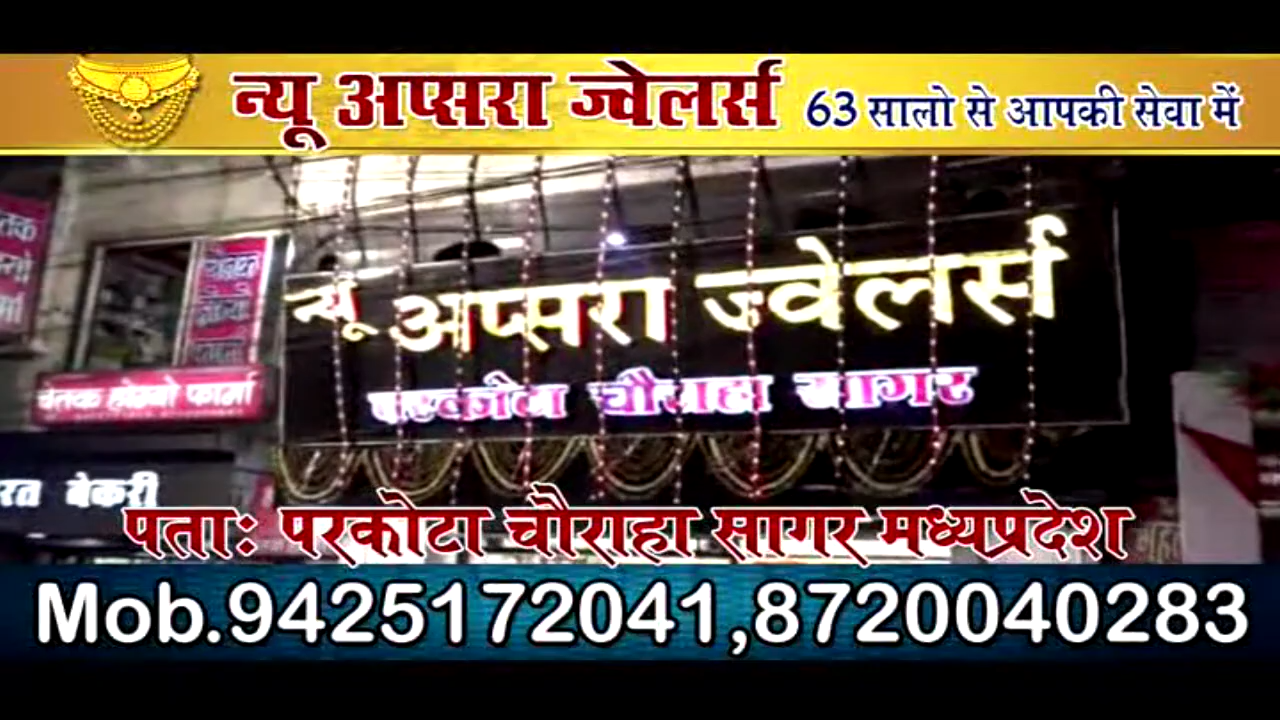 न्यू अप्सरा ज्वेलर्स 63 सालो से आपकी सेवा में
न्यू अप्सरा ज्वेलर्स
चौराहा सागर
चेतक होम्यो फार्मा
बेकरी
पताः परकोटा चौराहा सागर मध्यप्रदेश
Mob.9425172041,8720040283